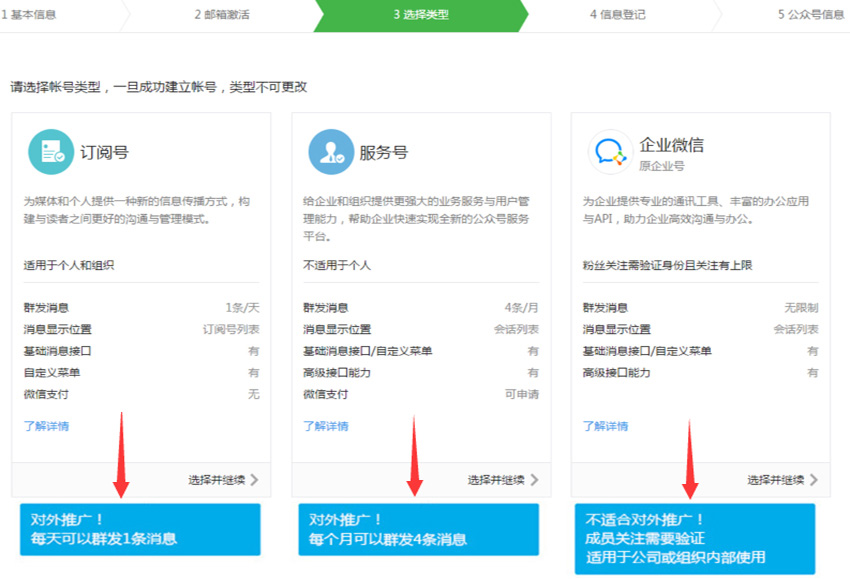 1 基本信息
2 邮箱激活
3 选择类型
4 信息登记
5 公众号信息
请选择帐号类型，一旦成功建立帐号，类型不可更改
订阅号
为媒体和个人提供一种新的信息传播方式，构
建与读者之间更好的沟通与管理模式。
适用于个人和组织
群发消息 1条/天
消息显示位置 订阅号列表
基础消息接口 有
自定义菜单 有
微信支付 无
了解详情
选择并继续
对外推广！
每天可以群发1条消息
服务号
给企业和组织提供更强大的业务服务与用户管
理能力，帮助企业快速实现全新的公众号服务
平台。
不适用于个人
群发消息 4条/月
消息显示位置 会话列表
基础消息接口/自定义菜单 有
高级接口能力 有
微信支付 可申请
了解详情
选择并继续
对外推广！
每个月可以群发4条消息
企业微信
原企业号
为企业提供专业的通讯工具、丰富的办公应用
与API，助力企业高效沟通与办公。
粉丝关注需验证身份且关注有上限
群发消息 无限制
消息显示位置 会话列表
基础消息接口/自定义菜单 有
高级接口能力 有
了解详情
选择并继续
不适合对外推广！
成员关注需要验证
适用于公司或组织内部使用